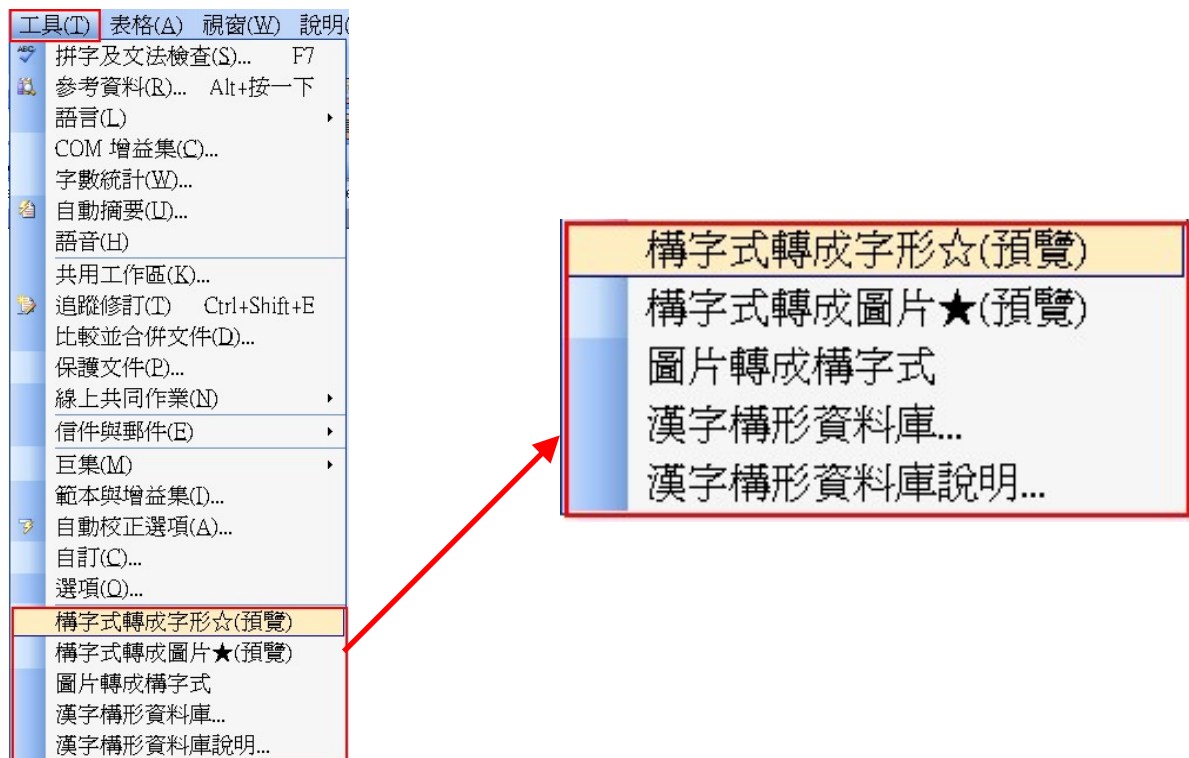 工具(T) 表格(A) 視窗(W) 說明(
拼字及文法檢查(S)... F7
參考資料(R)... Alt+按一下
語言(L)
COM 增益集(C)...
字數統計(W)...
自動摘要(U)...
語音(H)
共用工作區(K)...
追蹤修訂(T) Ctrl+Shift+E
比較並合併文件(D)...
保護文件(P)...
線上共同作業(N)
信件與郵件(E)
巨集(M)
範本與增益集(I)...
自動校正選項(A)...
自訂(C)...
選項(O)...
構字式轉成字形☆(預覽)
構字式轉成圖片★(預覽)
圖片轉成構字式
漢字構形資料庫...
漢字構形資料庫說明...
構字式轉成字形☆(預覽)
構字式轉成圖片★(預覽)
圖片轉成構字式
漢字構形資料庫...
漢字構形資料庫說明...